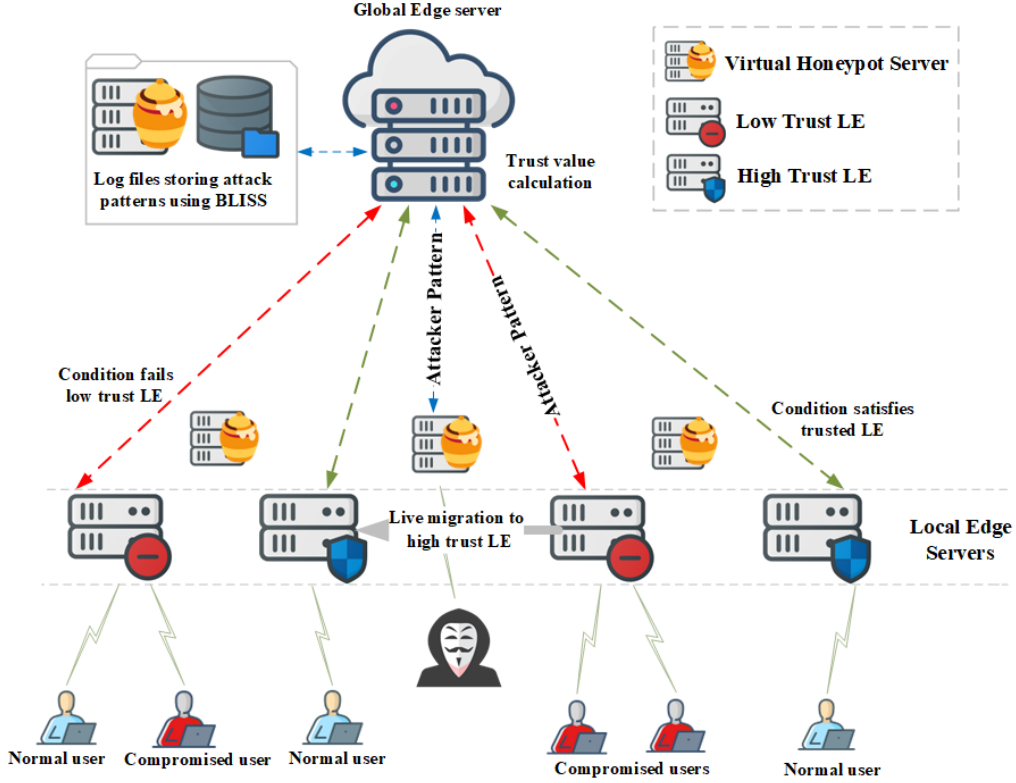 Global Edge server
Virtual Honeypot Server
Low Trust LE
High Trust LE
Log files storing attack
patterns using BLISS
Trust value
calculation
Attacker Pattern
Attacker Pattern
Condition fails
low trust LE
Condition satisfies
trusted LE
Live migration to
high trust LE
Local Edge
Servers
Normal user
Compromised user
Normal user
Compromised users
Normal user